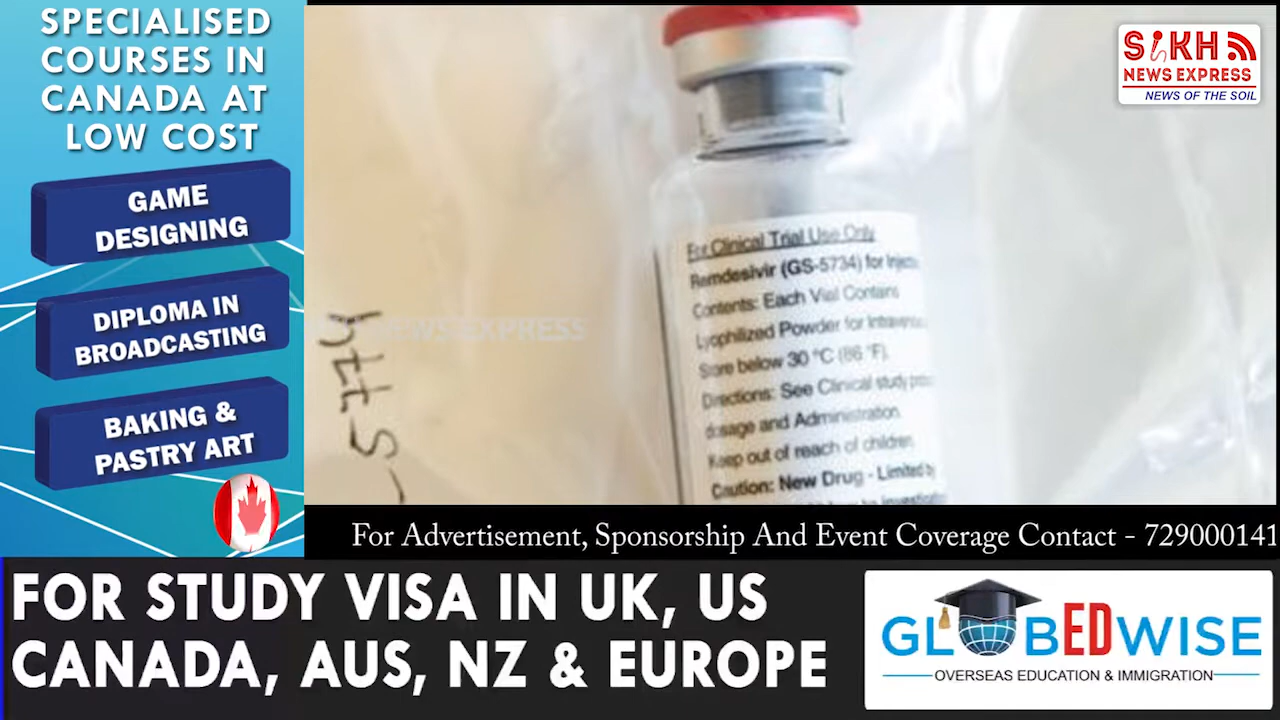 SPECIALISED
COURSES IN
CANADA AT
LOW COST
GAME
DESIGNING
DIPLOMA IN
BROADCASTING
BAKING &
PASTRY ART
SIKH
NEWS EXPRESS
NEWS OF THE SOIL
For Clinical Trial Use Only
Remdesivir (GS-5734) for
Contents: Each Vial Contains
Lyophilized Powder for
Store below 30 °C (86 °F).
Directions: See Clinical study
dosage and Administration.
Keep out of reach of children
Caution: New Drug - Limited by
NEWS EXPRESS
For Advertisement, Sponsorship And Event Coverage Contact - 729000141
FOR STUDY VISA IN UK, US
CANADA, AUS, NZ & EUROPE
GLOBEDWISE
OVERSEAS EDUCATION & IMMIGRATION